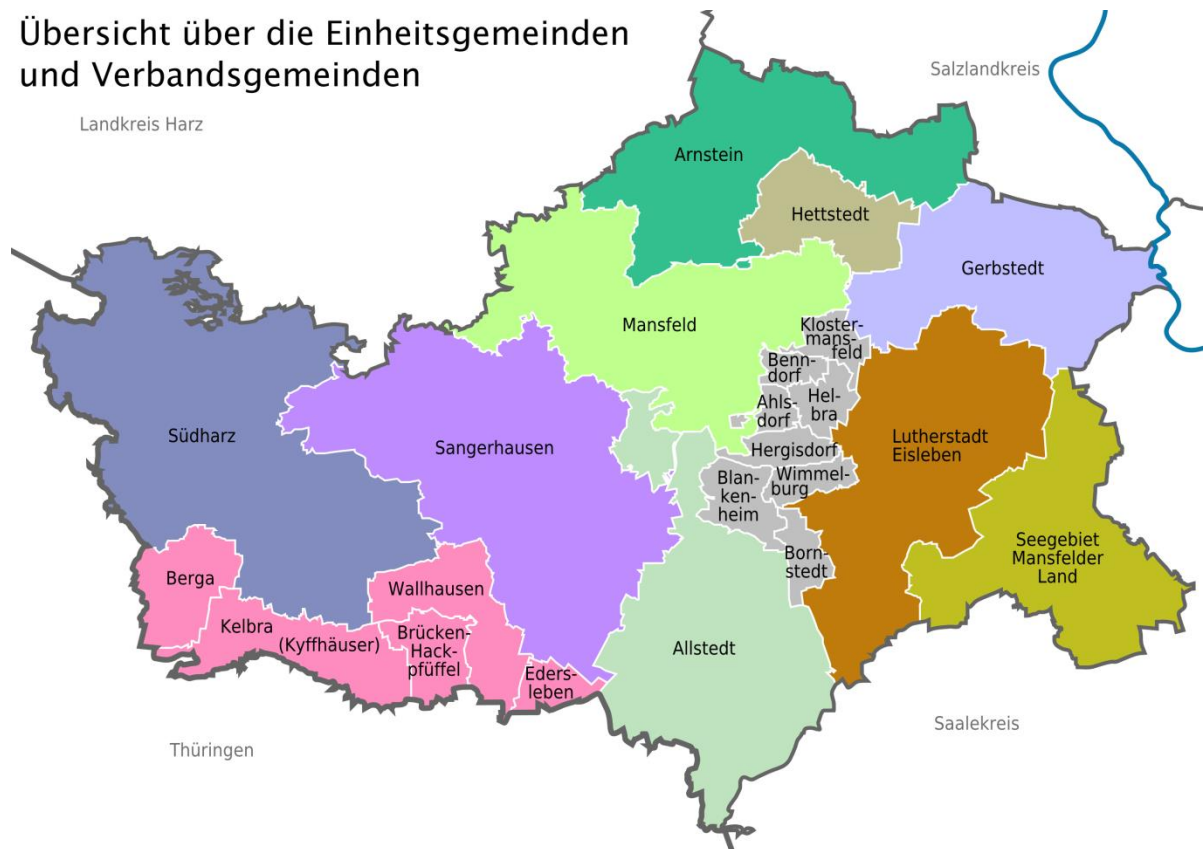 Übersicht über die Einheitsgemeinden
und Verbandsgemeinden
Salzlandkreis
Landkreis Harz
Arnstein
Hettstedt
Gerbstedt
Mansfeld
Kloster-
mans-
feld
Benn-
dorf
Ahls-
dorf
Hel-
bra
Südharz
Sangerhausen
Lutherstadt
Eisleben
Hergisdorf
Wimmel-
burg
Blan-
ken-
heim
Born-
stedt
Seegebiet
Mansfelder
Land
Berga
Wallhausen
Kelbra
(Kyffhäuser)
Brücken-
Hack-
pfüffel
Allstedt
Eders-
leben
Saalekreis
Thüringen